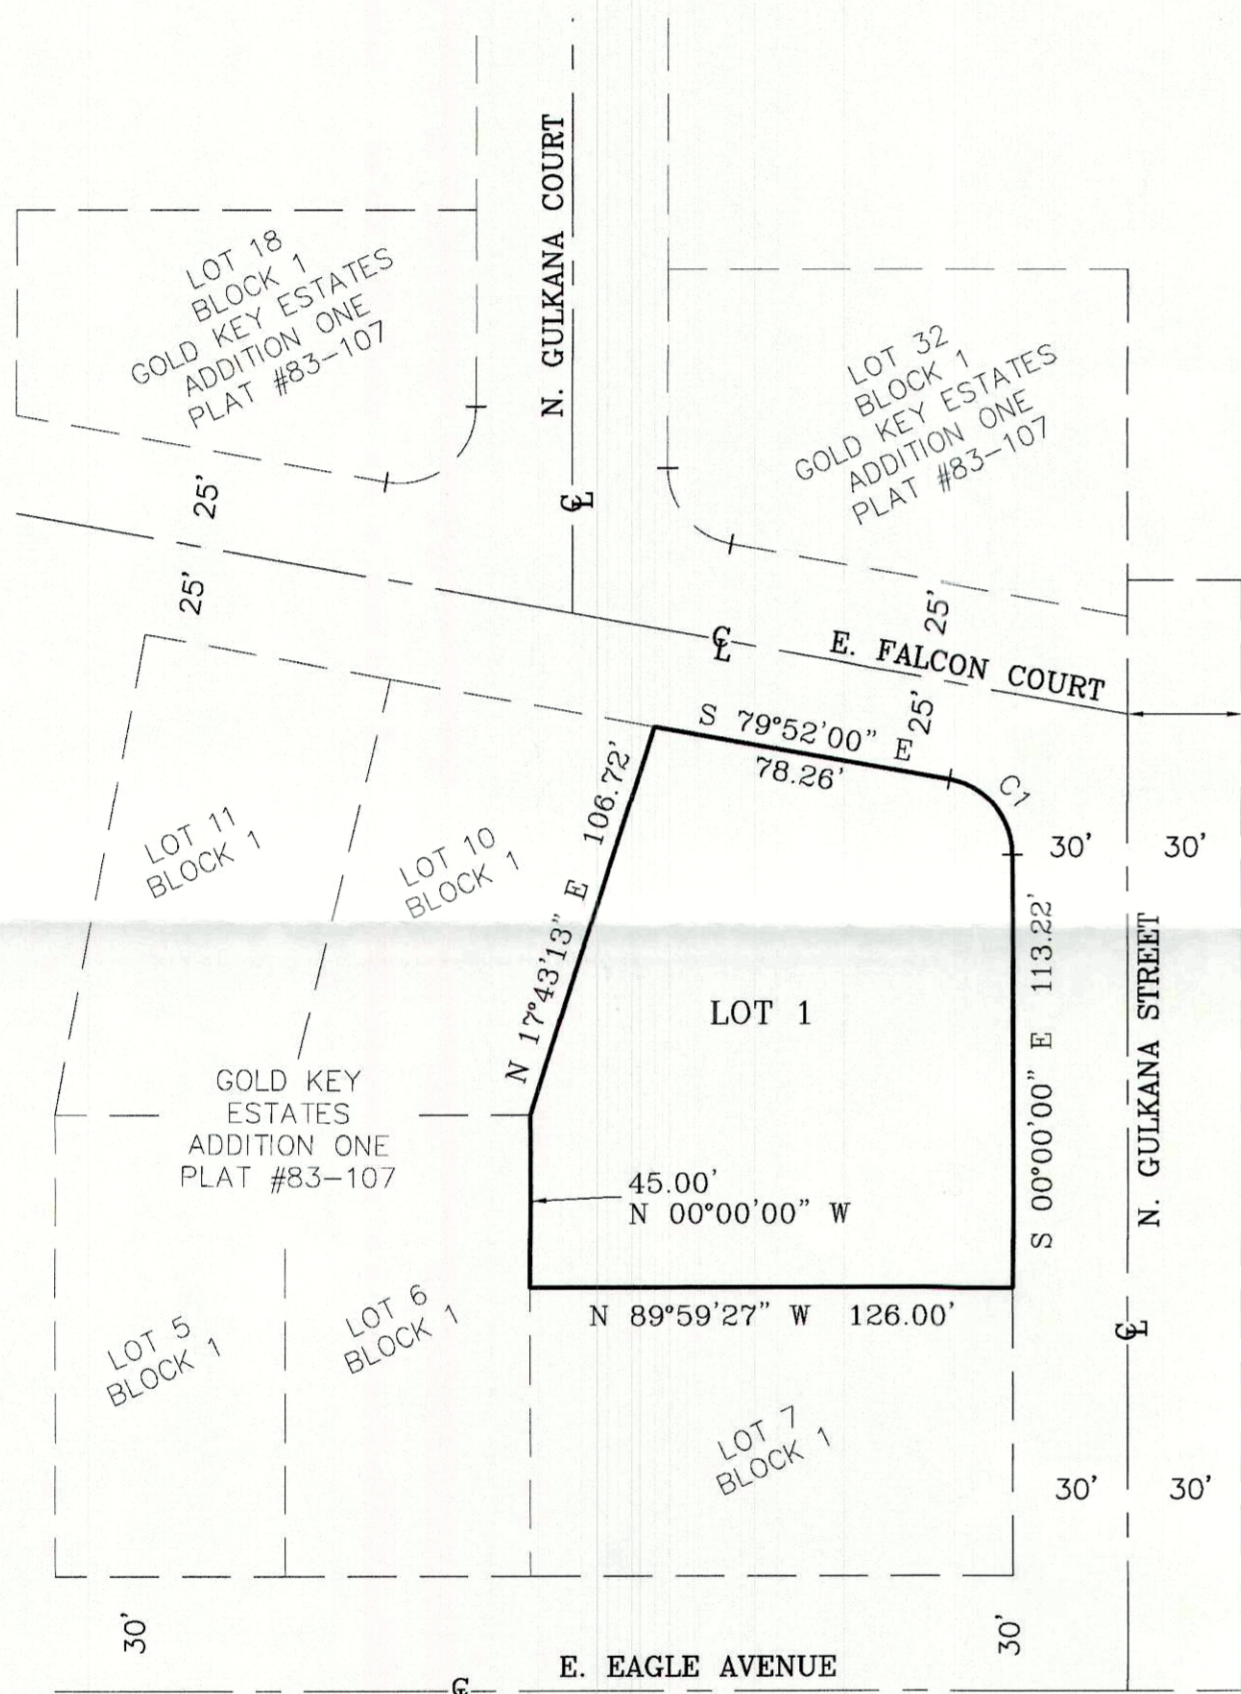 N. GULKANA COURT
LOT 18
BLOCK 1
GOLD KEY ESTATES
ADDITION ONE
PLAT #83-107
LOT 32
BLOCK 1
GOLD KEY ESTATES
ADDITION ONE
PLAT #83-107
25'
25'
℄
25'
℄
E. FALCON COURT
25'
S 79°52'00" E
78.26'
C1
N 17°43'13" E 106.72'
LOT 11
BLOCK 1
LOT 10
BLOCK 1
30'
30'
LOT 1
S 00°00'00" E 113.22'
N. GULKANA STREET
GOLD KEY
ESTATES
ADDITION ONE
PLAT #83-107
45.00'
N 00°00'00" W
N 89°59'27" W 126.00'
℄
LOT 5
BLOCK 1
LOT 6
BLOCK 1
LOT 7
BLOCK 1
30'
30'
30'
30'
E. EAGLE AVENUE
℄